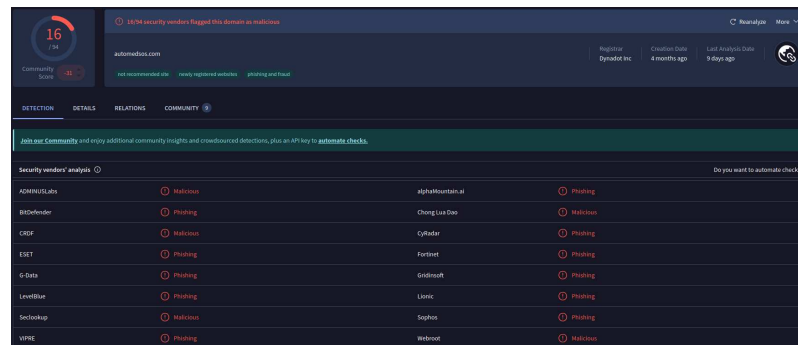 16
/ 94
Community Score
-31
16/94 security vendors flagged this domain as malicious
Reanalyze
More
automedsos.com
not recommended site
newly registered websites
phishing and fraud
Registrar
Dynadot Inc
Creation Date
4 months ago
Last Analysis Date
9 days ago
DETECTION
DETAILS
RELATIONS
COMMUNITY
Join our Community and enjoy additional community insights and crowdsourced detections, plus an API key to automate checks.
Security vendors' analysis
Do you want to automate check
ADMINUSLabs Malicious alphaMountain.ai Phishing
BitDefender Phishing Chong Lua Dao Malicious
CRDF Malicious CyRadar Phishing
ESET Phishing Fortinet Phishing
G-Data Phishing Gridinsoft Phishing
LevelBlue Phishing Lionic Phishing
Seclookup Malicious Sophos Phishing
VIPRE Phishing Webroot Malicious